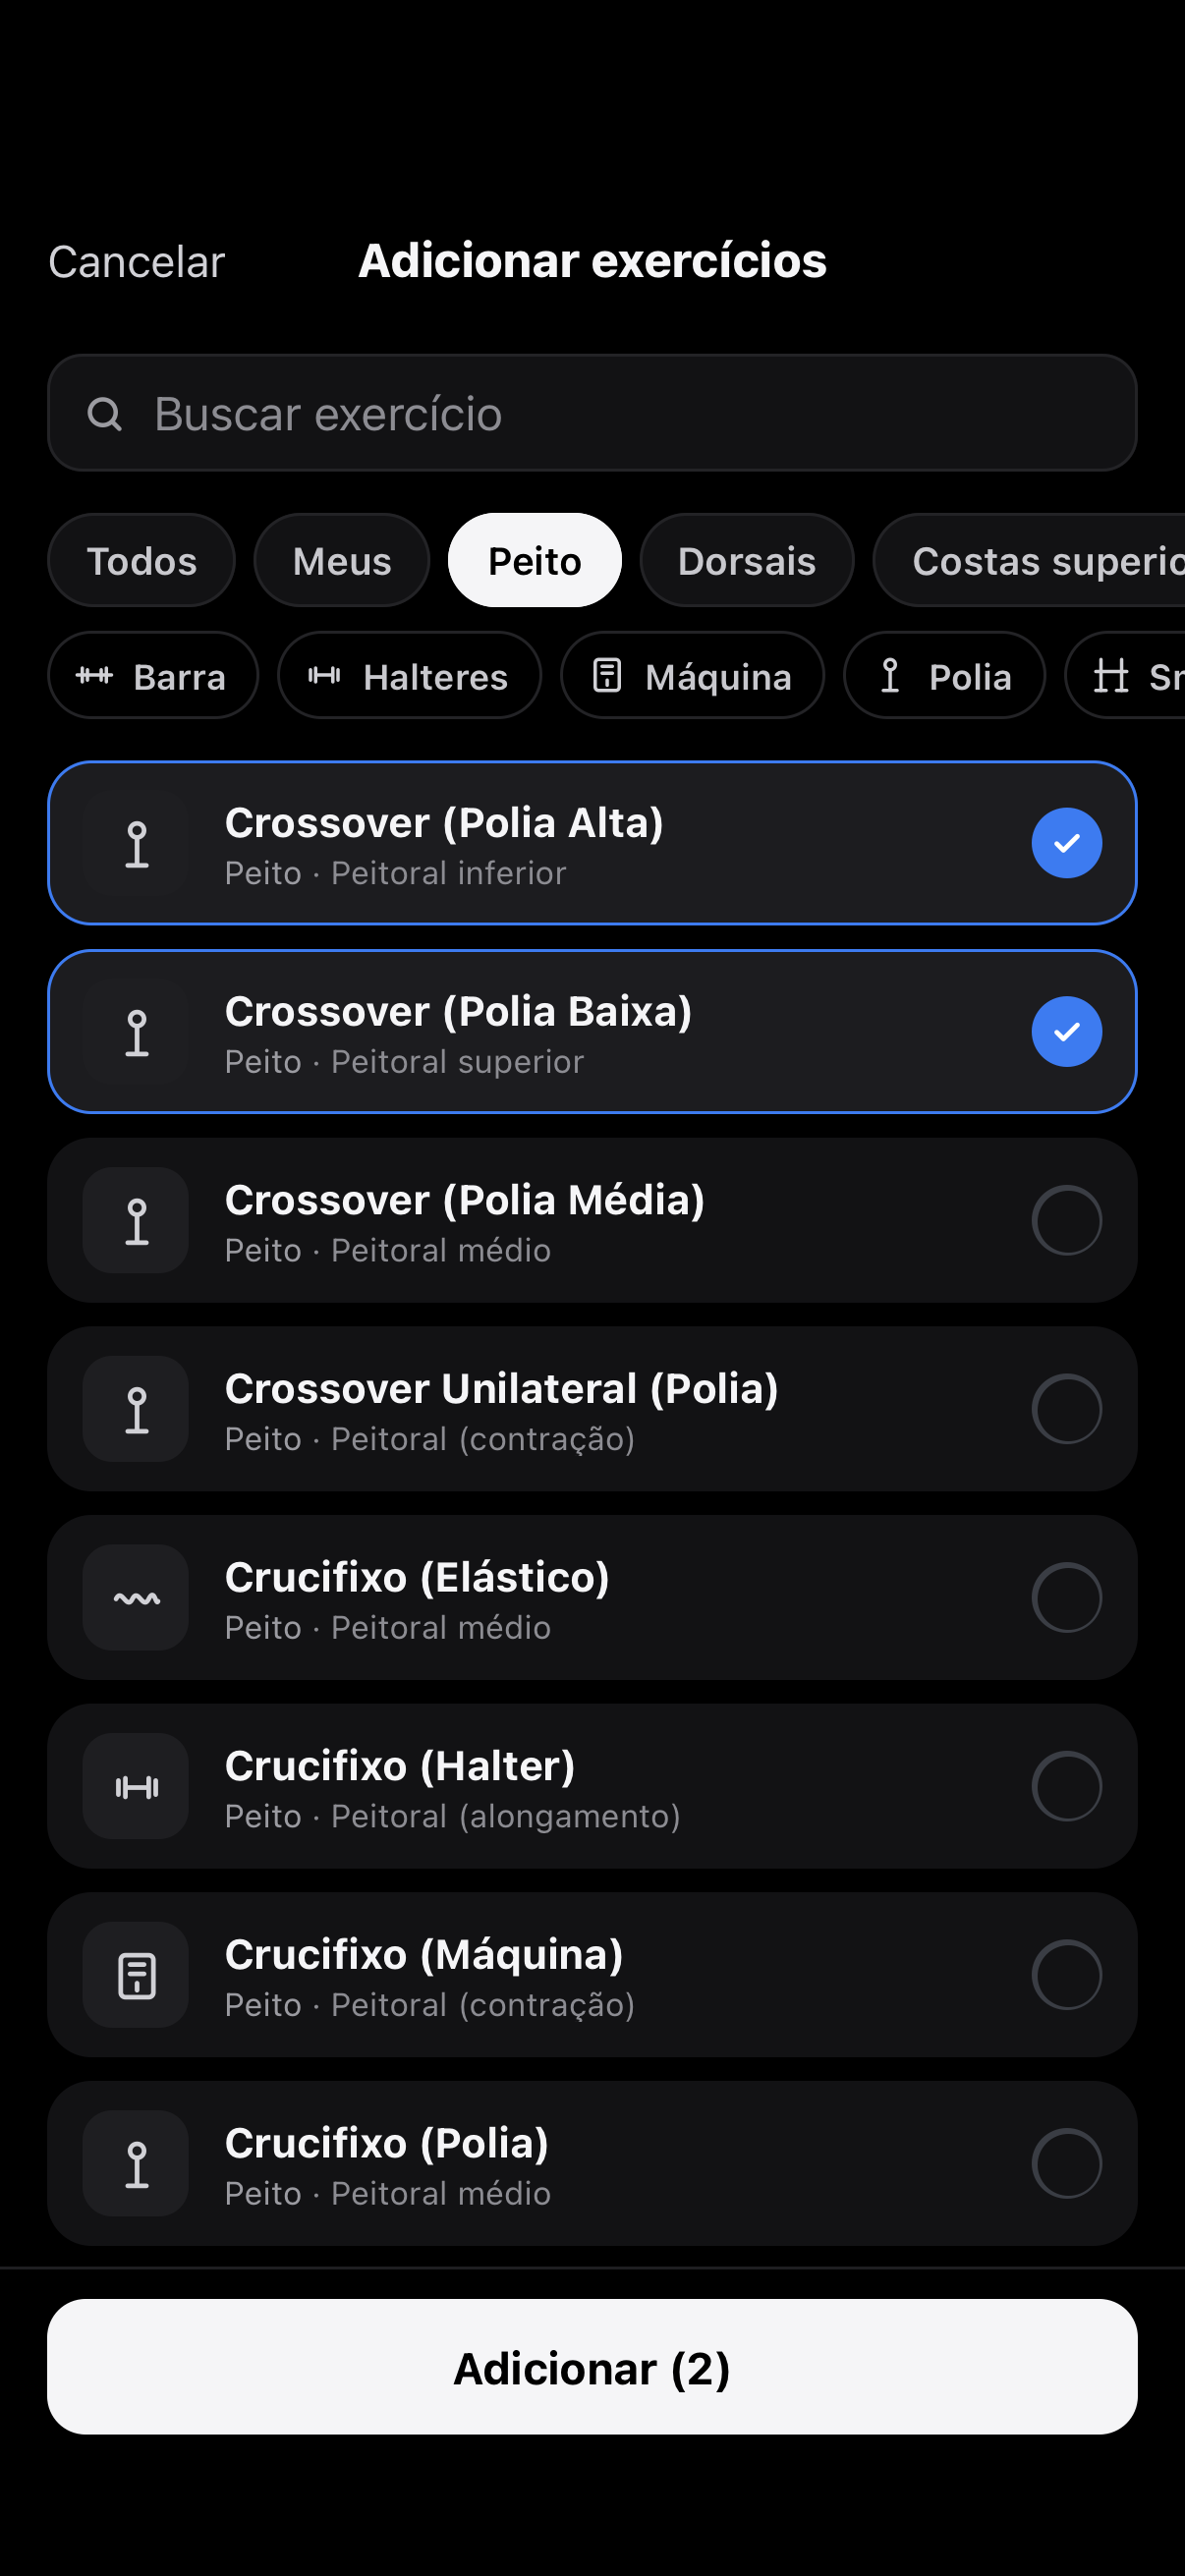 Cancelar
Adicionar exercícios
Buscar exercício
Todos
Meus
Peito
Dorsais
Costas superio
Barra
Halteres
Máquina
Polia
Crossover (Polia Alta)
Peito · Peitoral inferior
Crossover (Polia Baixa)
Peito · Peitoral superior
Crossover (Polia Média)
Peito · Peitoral médio
Crossover Unilateral (Polia)
Peito · Peitoral (contração)
Crucifixo (Elástico)
Peito · Peitoral médio
Crucifixo (Halter)
Peito · Peitoral (alongamento)
Crucifixo (Máquina)
Peito · Peitoral (contração)
Crucifixo (Polia)
Peito · Peitoral médio
Adicionar (2)